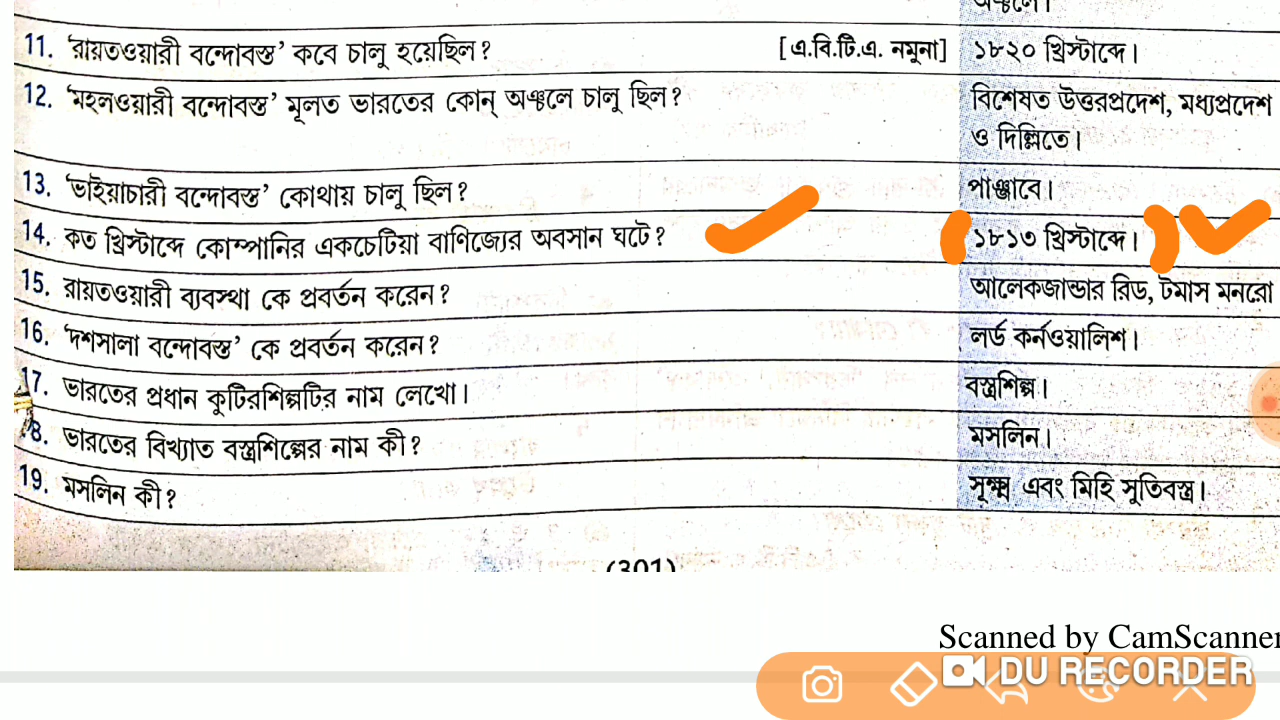 11. 'রায়তওয়ারী বন্দোবস্ত' কবে চালু হয়েছিল? [এ.বি.টি.এ. নমুনা] ১৮২০ খ্রিস্টাব্দে।
12. 'মহলওয়ারী বন্দোবস্ত' মূলত ভারতের কোন্ অঞ্চলে চালু ছিল? বিশেষত উত্তরপ্রদেশ, মধ্যপ্রদেশ
ও দিল্লিতে।
13. 'ভাইয়াচারী বন্দোবস্ত' কোথায় চালু ছিল? পাঞ্জাবে।
14. কত খ্রিস্টাব্দে কোম্পানির একচেটিয়া বাণিজ্যের অবসান ঘটে? ১৮১৩ খ্রিস্টাব্দে।
15. রায়তওয়ারী ব্যবস্থা কে প্রবর্তন করেন? আলেকজান্ডার রিড, টমাস মনরো
16. 'দশসালা বন্দোবস্ত' কে প্রবর্তন করেন? লর্ড কর্নওয়ালিশ।
17. ভারতের প্রধান কুটিরশিল্পটির নাম লেখো। বস্ত্রশিল্প।
8. ভারতের বিখ্যাত বস্ত্রশিল্পের নাম কী? মসলিন।
19. মসলিন কী? সূক্ষ্ম এবং মিহি সুতিবস্ত্র।
(301)
Scanned by CamScanner
DU RECORDER